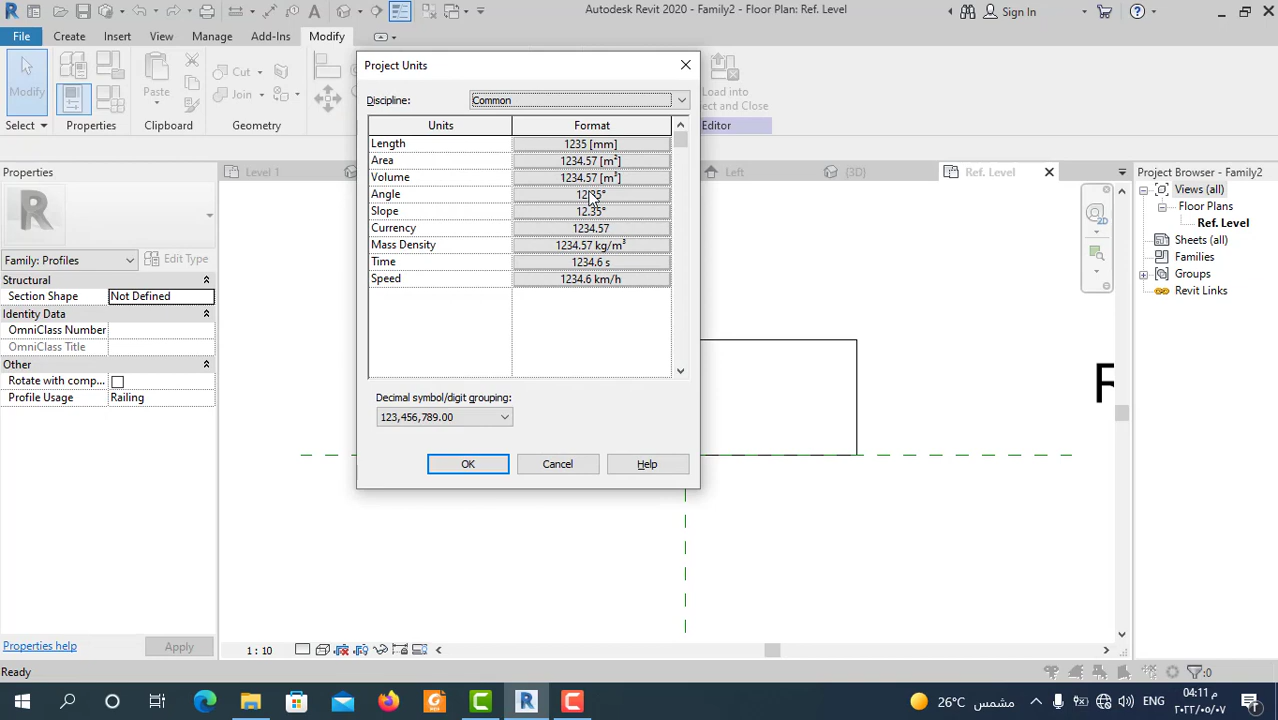 Autodesk Revit 2020 - Family2 - Floor Plan: Ref. Level
Sign In
File
Create
Insert
View
Manage
Add-Ins
Modify
Modify
Select
Properties
Paste
Cut
Join
Clipboard
Geometry
Load into
Project and Close
Editor
Level 1
Left
{3D}
Ref. Level
Properties
Family: Profiles
Edit Type
Structural
Section Shape
Not Defined
Identity Data
OmniClass Number
OmniClass Title
Other
Rotate with comp...
Profile Usage
Railing
Properties help
Apply
Project Units
Discipline:
Common
Units
Format
Length
1235 [mm]
Area
1234.57 [m²]
Volume
1234.57 [m³]
Angle
12.35°
Slope
12.35°
Currency
1234.57
Mass Density
1234.57 kg/m³
Time
1234.6 s
Speed
1234.6 km/h
Decimal symbol/digit grouping:
123,456,789.00
OK
Cancel
Help
Project Browser - Family2
Views (all)
Floor Plans
Ref. Level
Sheets (all)
Families
Groups
Revit Links
R
1 : 10
Ready
:0
26°C
مشمس
ENG
04:11 م
٢٠٢٢/٠٥/٠٧